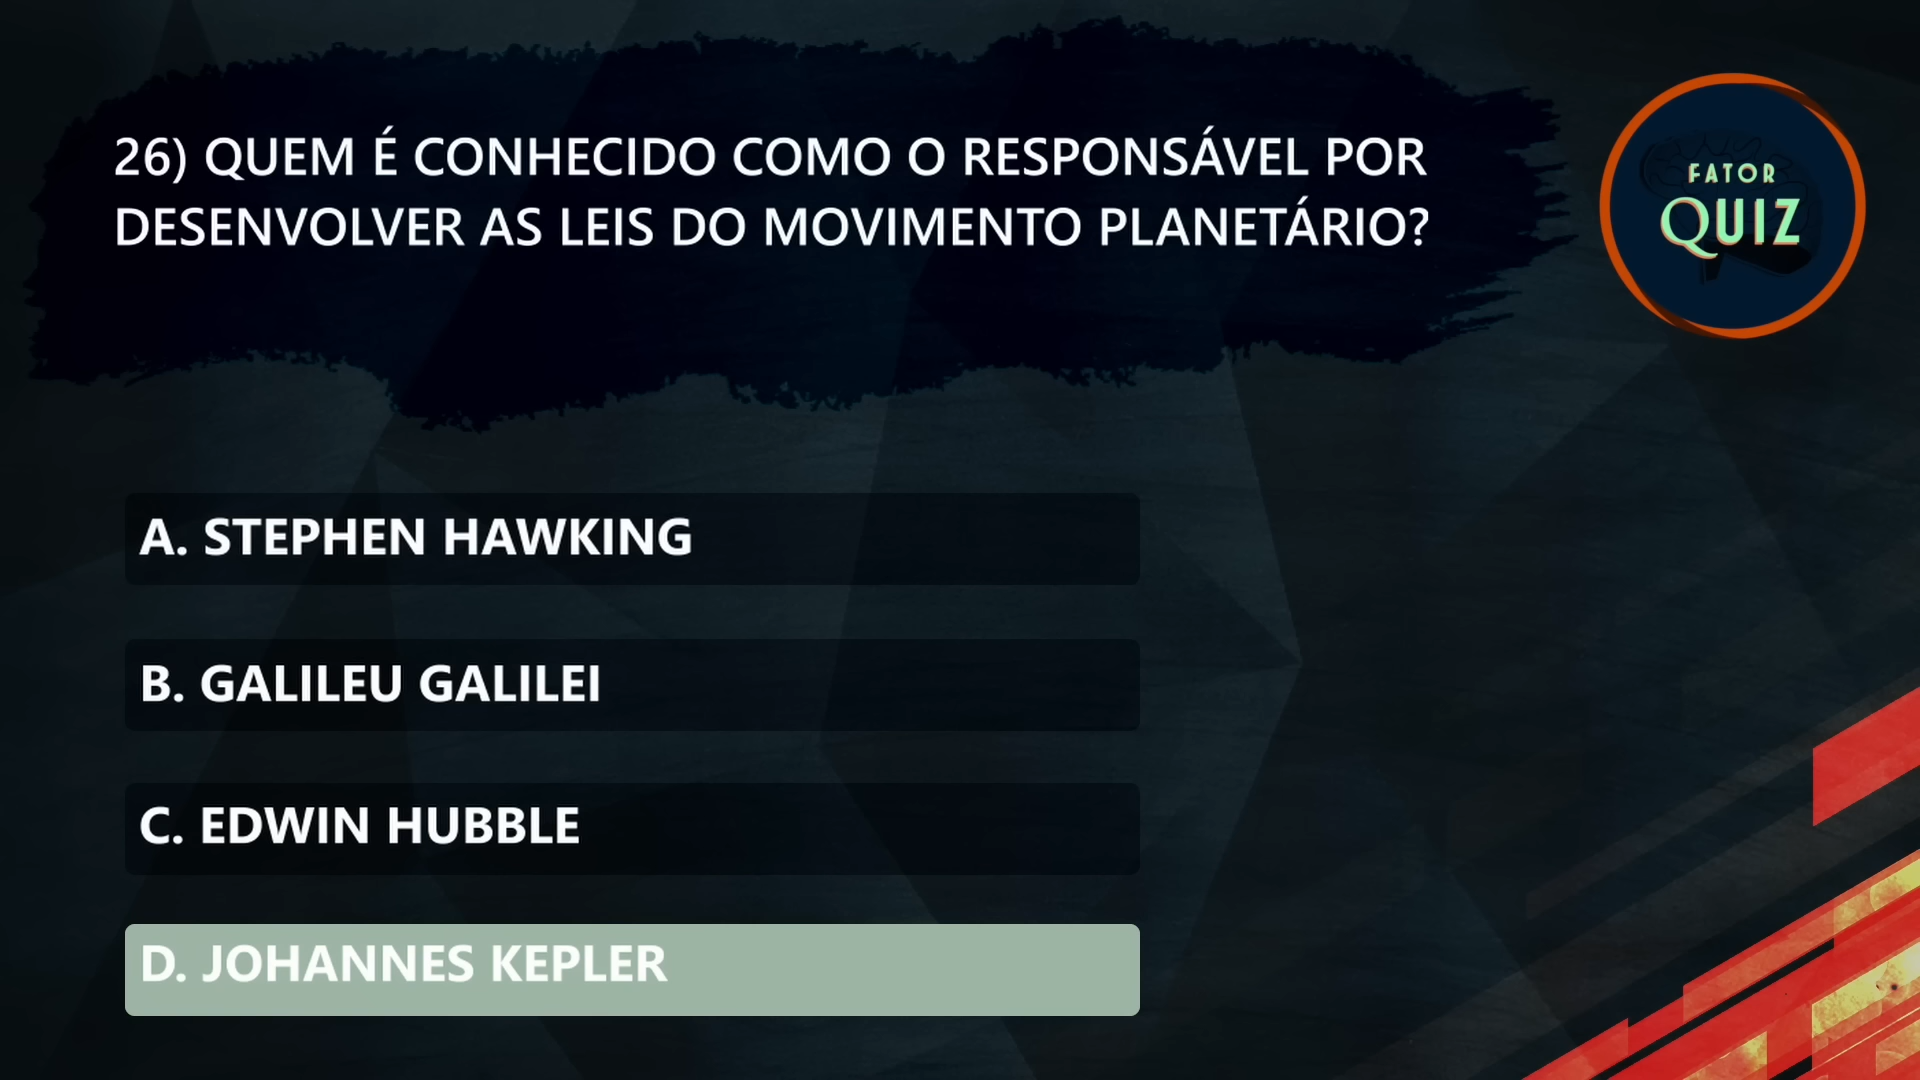 26) QUEM É CONHECIDO COMO O RESPONSÁVEL POR
DESENVOLVER AS LEIS DO MOVIMENTO PLANETÁRIO?
FATOR
QUIZ
A. STEPHEN HAWKING
B. GALILEU GALILEI
C. EDWIN HUBBLE
D. JOHANNES KEPLER